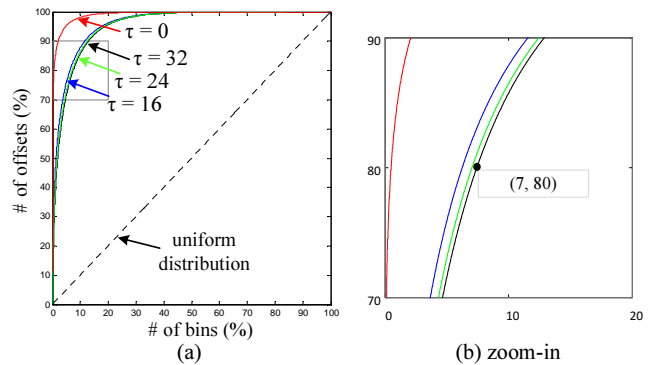 100
90
80
70
60
50
40
30
20
10
0
# of offsets (%)
τ = 0
τ = 32
τ = 24
τ = 16
uniform
distribution
0 10 20 30 40 50 60 70 80 90 100
# of bins (%)
(a)
90
80
70
(7, 80)
0 10 20
(b) zoom-in